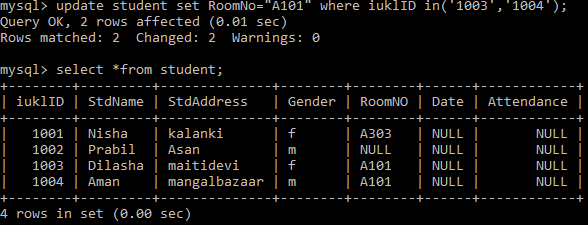 mysql> update student set RoomNo="A101" where iuklID in('1003','1004');
Query OK, 2 rows affected (0.01 sec)
Rows matched: 2  Changed: 2  Warnings: 0
mysql> select *from student;
+--------+---------+--------------+--------+--------+------+------------+
| iuklID | StdName | StdAddress   | Gender | RoomNO | Date | Attendance |
+--------+---------+--------------+--------+--------+------+------------+
|   1001 | Nisha   | kalanki      | f      | A303   | NULL |       NULL |
|   1002 | Prabil  | Asan         | m      | NULL   | NULL |       NULL |
|   1003 | Dilasha | maitidevi    | f      | A101   | NULL |       NULL |
|   1004 | Aman    | mangalbazaar | m      | A101   | NULL |       NULL |
+--------+---------+--------------+--------+--------+------+------------+
4 rows in set (0.00 sec)